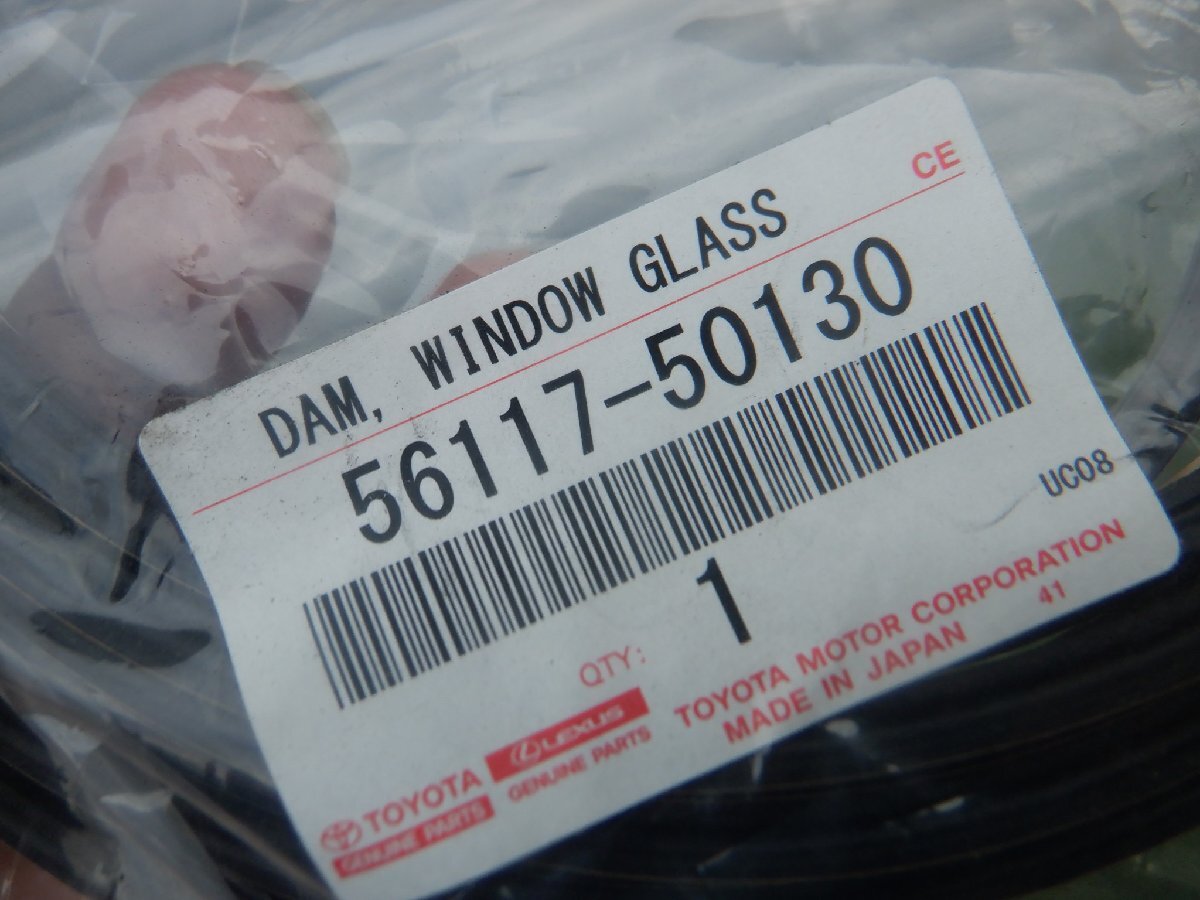 CE
DAM, WINDOW GLASS
56117-50130
UC08
QTY: 1
TOYOTA MOTOR CORPORATION
MADE IN JAPAN 41
TOYOTA
GENUINE PARTS
LEXUS
GENUINE PARTS